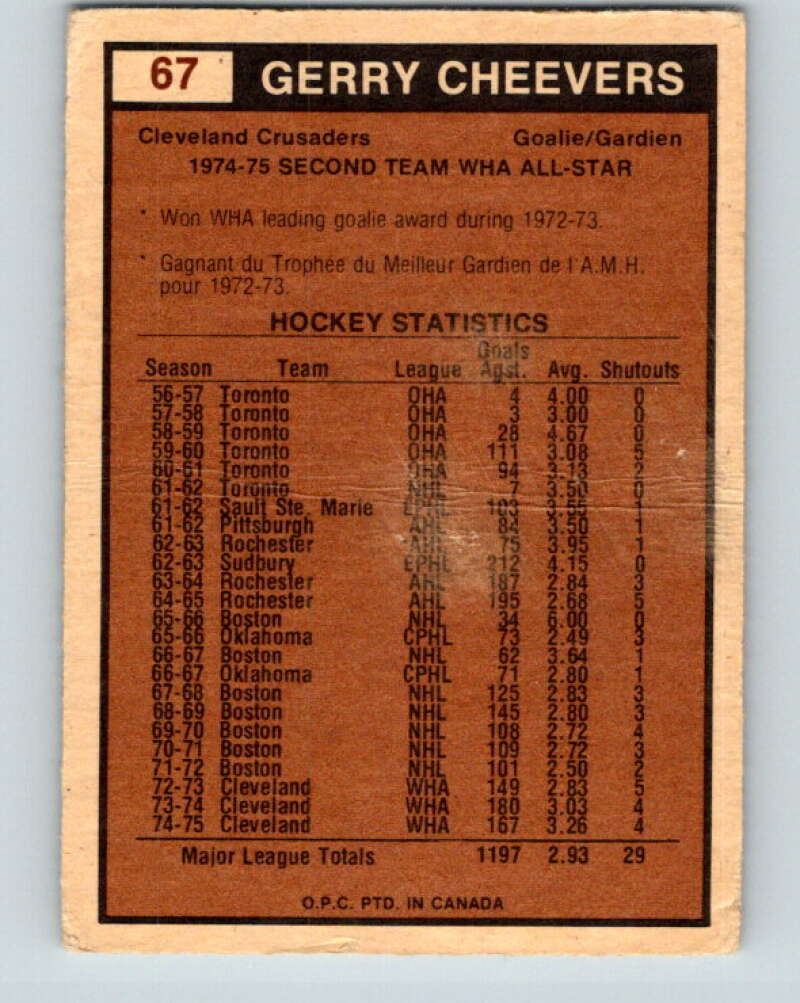 67 GERRY CHEEVERS
Cleveland Crusaders Goalie/Gardien
1974-75 SECOND TEAM WHA ALL-STAR
* Won WHA leading goalie award during 1972-73.
* Gagnant du Trophée du Meilleur Gardien de l'A.M.H.
pour 1972-73.
HOCKEY STATISTICS
Goals
Season Team League Agst. Avg. Shutouts
56-57 Toronto OHA 4 4.00 0
57-58 Toronto OHA 3 3.00 0
58-59 Toronto OHA 28 4.67 0
59-60 Toronto OHA 111 3.08 5
60-61 Toronto OHA 94 3.13 2
61-62 Toronto NHL 7 3.50 0
61-62 Sault Ste. Marie EPHL 103 3.55 1
61-62 Pittsburgh AHL 84 3.50 1
62-63 Rochester AHL 75 3.95 1
62-63 Sudbury EPHL 212 4.15 0
63-64 Rochester AHL 187 2.84 3
64-65 Rochester AHL 195 2.68 5
65-66 Boston NHL 34 6.00 0
65-66 Oklahoma CPHL 73 2.49 3
66-67 Boston NHL 62 3.64 1
66-67 Oklahoma CPHL 71 2.80 1
67-68 Boston NHL 125 2.83 3
68-69 Boston NHL 145 2.80 3
69-70 Boston NHL 108 2.72 4
70-71 Boston NHL 109 2.72 3
71-72 Boston NHL 101 2.50 2
72-73 Cleveland WHA 149 2.83 5
73-74 Cleveland WHA 180 3.03 4
74-75 Cleveland WHA 167 3.26 4
Major League Totals 1197 2.93 29
O.P.C. PTD. IN CANADA